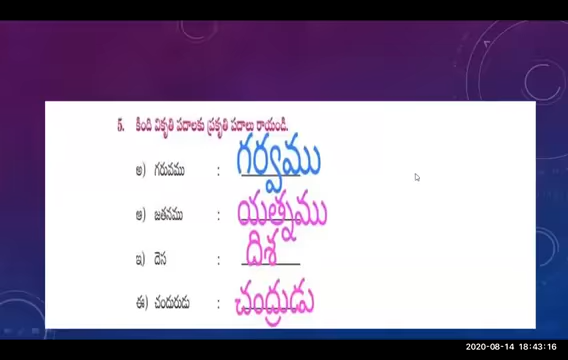 5. కింది వికృతి పదాలకు ప్రకృతి పదాలు రాయండి.
అ) గరువము : గర్వము
ఆ) జతనము : యత్నము
ఇ) దెస : దిశ
ఈ) చందురుడు : చంద్రుడు
2020-08-14 18:43:16